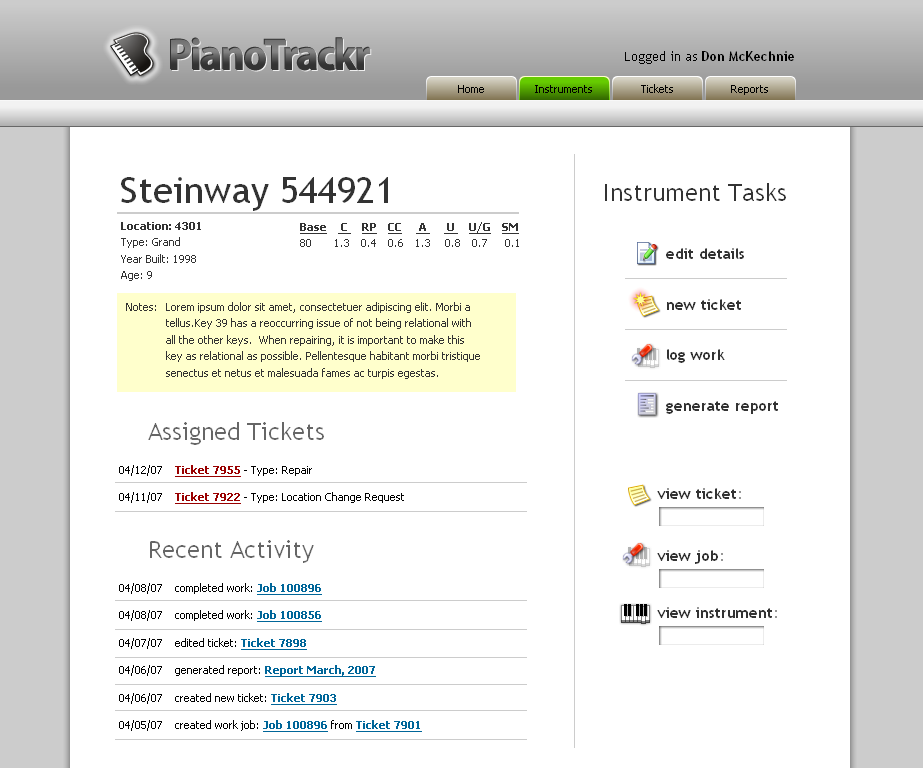 PianoTrackr
Logged in as Don McKechnie
Home Instruments Tickets Reports
Steinway 544921
Location: 4301
Type: Grand
Year Built: 1998
Age: 9
Base C RP CC A U U/G SM
80 1.3 0.4 0.6 1.3 0.8 0.7 0.1
Notes: Lorem ipsum dolor sit amet, consectetuer adipiscing elit. Morbi a
tellus.Key 39 has a reoccurring issue of not being relational with
all the other keys.  When repairing, it is important to make this
key as relational as possible. Pellentesque habitant morbi tristique
senectus et netus et malesuada fames ac turpis egestas.
Assigned Tickets
04/12/07 Ticket 7955 - Type: Repair
04/11/07 Ticket 7922 - Type: Location Change Request
Recent Activity
04/08/07 completed work: Job 100896
04/08/07 completed work: Job 100856
04/07/07 edited ticket: Ticket 7898
04/06/07 generated report: Report March, 2007
04/06/07 created new ticket: Ticket 7903
04/05/07 created work job: Job 100896 from Ticket 7901
Instrument Tasks
edit details
new ticket
log work
generate report
view ticket:
view job:
view instrument: